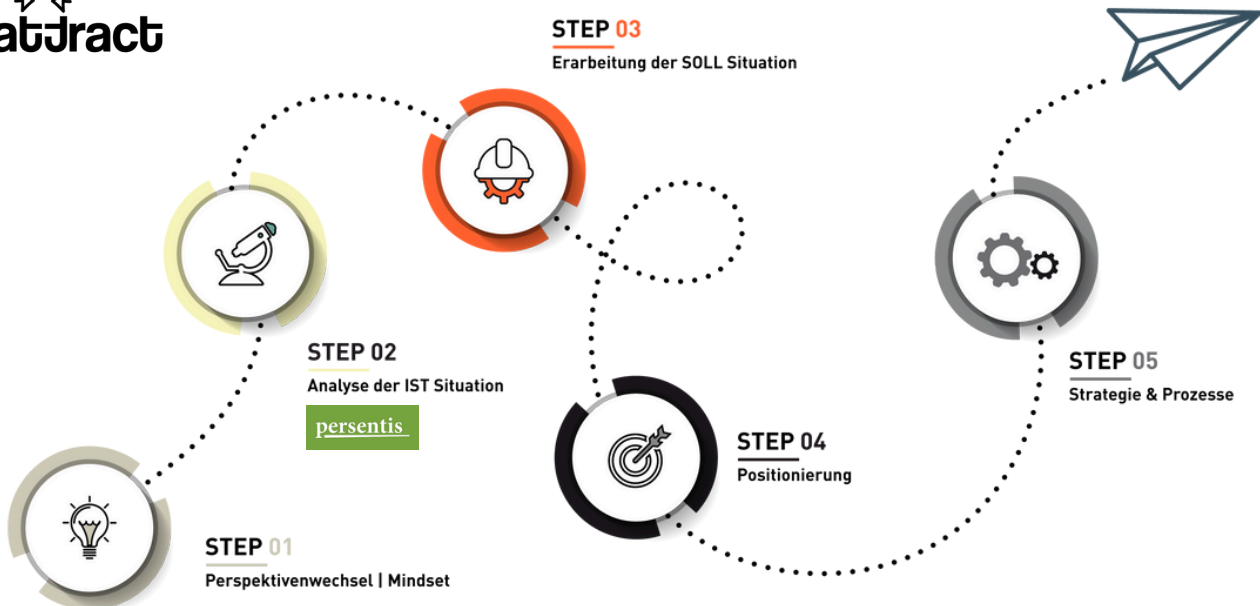 attract
STEP 03
Erarbeitung der SOLL Situation
STEP 02
Analyse der IST Situation
persentis
STEP 05
Strategie & Prozesse
STEP 04
Positionierung
STEP 01
Perspektivenwechsel | Mindset